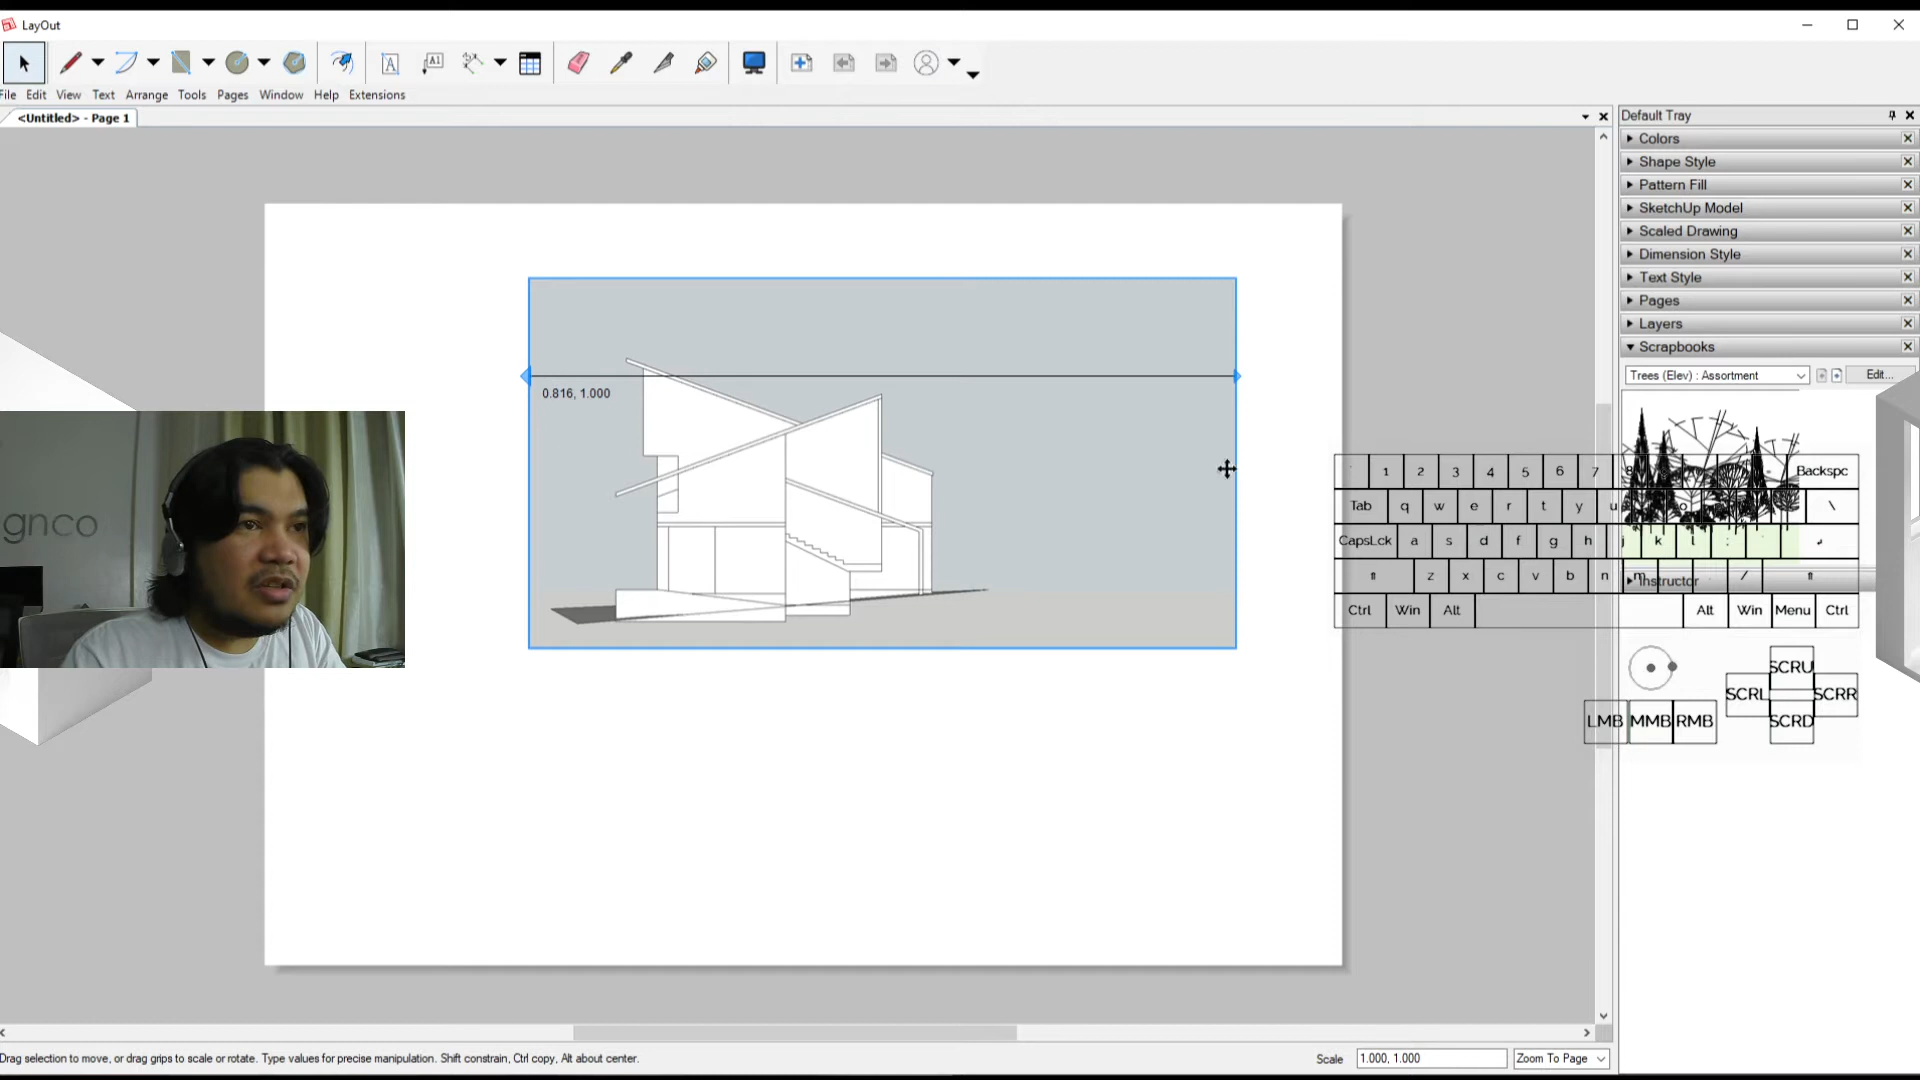 LayOut
File Edit View Text Arrange Tools Pages Window Help Extensions
<Untitled> - Page 1
Default Tray
Colors
Shape Style
Pattern Fill
SketchUp Model
Scaled Drawing
Dimension Style
Text Style
Pages
Layers
Scrapbooks
Trees (Elev) : Assortment
Edit...
0.816, 1.000
gnco
1 2 3 4 5 6 7 8 Backspc
Tab q w e r t y u o \
CapsLck a s d f g h j k l ;
z x c v b n m . /
Instructor
Ctrl Win Alt Alt Win Menu Ctrl
SCRU
SCRL SCRR
LMB MMB RMB SCRD
Drag selection to move, or drag grips to scale or rotate. Type values for precise manipulation. Shift constrain, Ctrl copy, Alt about center.
Scale 1.000, 1.000 Zoom To Page